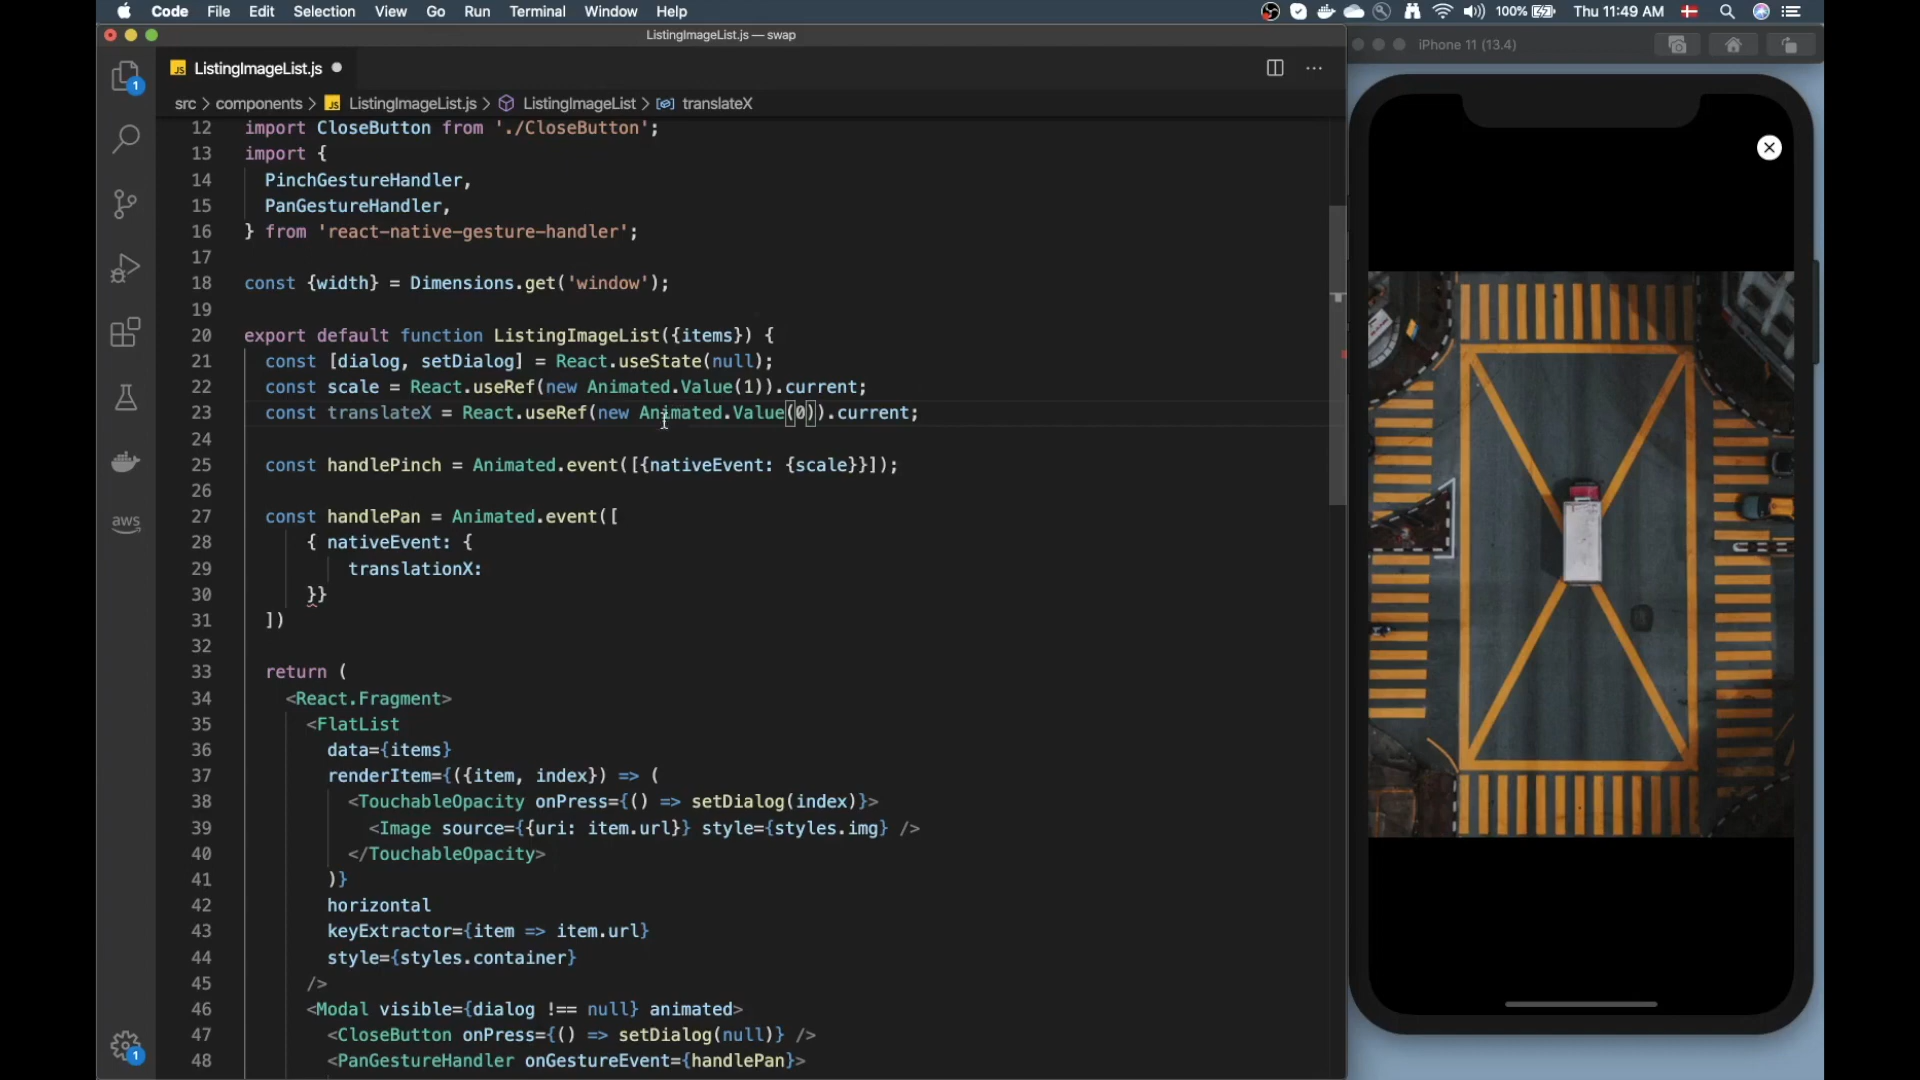 Code File Edit Selection View Go Run Terminal Window Help 100% Thu 11:49 AM
ListingImageList.js — swap
iPhone 11 (13.4)
JS ListingImageList.js
src > components > JS ListingImageList.js > ListingImageList > translateX
12 import CloseButton from './CloseButton';
13 import {
14 PinchGestureHandler,
15 PanGestureHandler,
16 } from 'react-native-gesture-handler';
17
18 const {width} = Dimensions.get('window');
19
20 export default function ListingImageList({items}) {
21 const [dialog, setDialog] = React.useState(null);
22 const scale = React.useRef(new Animated.Value(1)).current;
23 const translateX = React.useRef(new Animated.Value(0)).current;
24
25 const handlePinch = Animated.event([{nativeEvent: {scale}}]);
26
27 const handlePan = Animated.event([
28 { nativeEvent: {
29 translationX:
30 }}
31 ])
32
33 return (
34 <React.Fragment>
35 <FlatList
36 data={items}
37 renderItem={({item, index}) => (
38 <TouchableOpacity onPress={() => setDialog(index)}>
39 <Image source={{uri: item.url}} style={styles.img} />
40 </TouchableOpacity>
41 )}
42 horizontal
43 keyExtractor={item => item.url}
44 style={styles.container}
45 />
46 <Modal visible={dialog !== null} animated>
47 <CloseButton onPress={() => setDialog(null)} />
48 <PanGestureHandler onGestureEvent={handlePan}>
1
aws
1